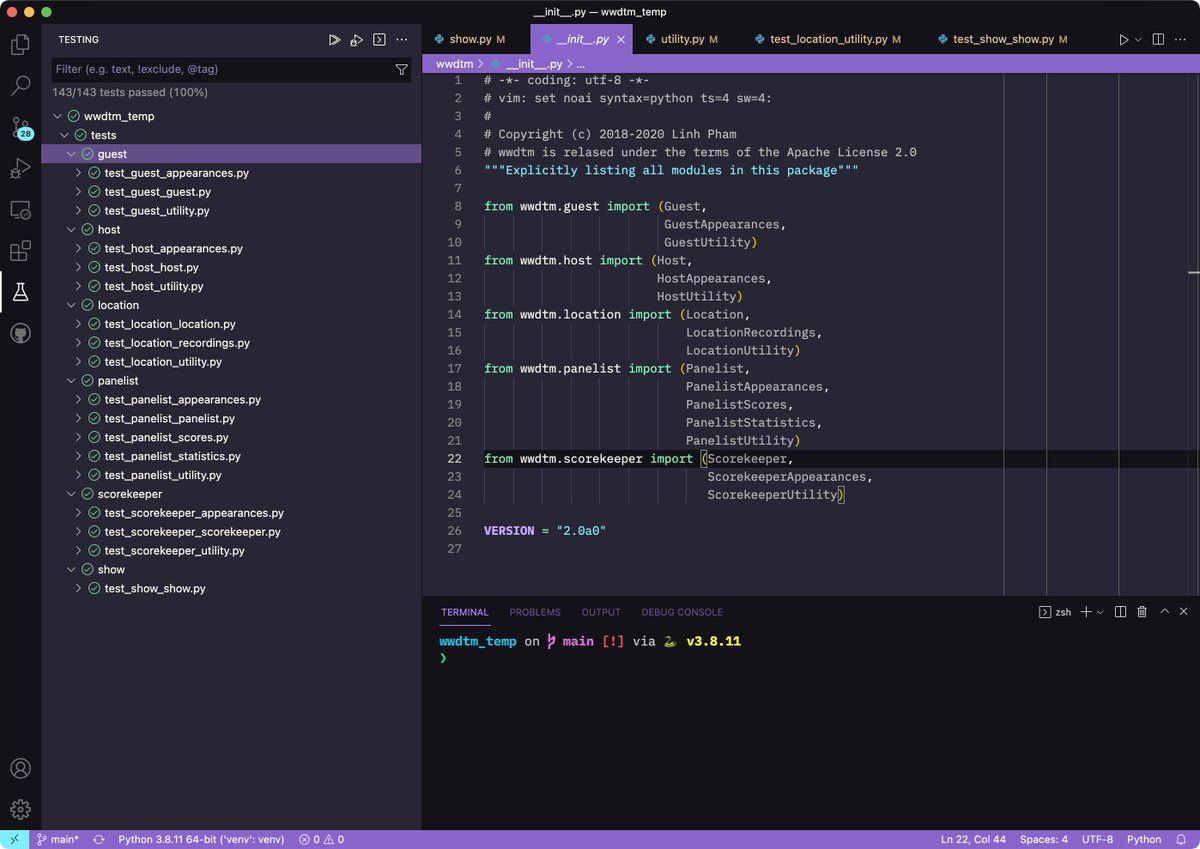 __init__.py — wwdtm_temp
TESTING
Filter (e.g. text, !exclude, @tag)
143/143 tests passed (100%)
wwdtm_temp
tests
guest
test_guest_appearances.py
test_guest_guest.py
test_guest_utility.py
host
test_host_appearances.py
test_host_host.py
test_host_utility.py
location
test_location_location.py
test_location_recordings.py
test_location_utility.py
panelist
test_panelist_appearances.py
test_panelist_panelist.py
test_panelist_scores.py
test_panelist_statistics.py
test_panelist_utility.py
scorekeeper
test_scorekeeper_appearances.py
test_scorekeeper_scorekeeper.py
test_scorekeeper_utility.py
show
test_show_show.py
28
show.py M __init__.py utility.py M test_location_utility.py M test_show_show.py M
wwdtm > __init__.py > ...
1 # -*- coding: utf-8 -*-
2 # vim: set noai syntax=python ts=4 sw=4:
3 #
4 # Copyright (c) 2018-2020 Linh Pham
5 # wwdtm is relased under the terms of the Apache License 2.0
6 """Explicitly listing all modules in this package"""
7
8 from wwdtm.guest import (Guest,
9 GuestAppearances,
10 GuestUtility)
11 from wwdtm.host import (Host,
12 HostAppearances,
13 HostUtility)
14 from wwdtm.location import (Location,
15 LocationRecordings,
16 LocationUtility)
17 from wwdtm.panelist import (Panelist,
18 PanelistAppearances,
19 PanelistScores,
20 PanelistStatistics,
21 PanelistUtility)
22 from wwdtm.scorekeeper import (Scorekeeper,
23 ScorekeeperAppearances,
24 ScorekeeperUtility)
25
26 VERSION = "2.0a0"
27
TERMINAL PROBLEMS OUTPUT DEBUG CONSOLE zsh
wwdtm_temp on main [!] via 🐍 v3.8.11
❯
main* Python 3.8.11 64-bit ('venv': venv) 0 0 Ln 22, Col 44 Spaces: 4 UTF-8 Python